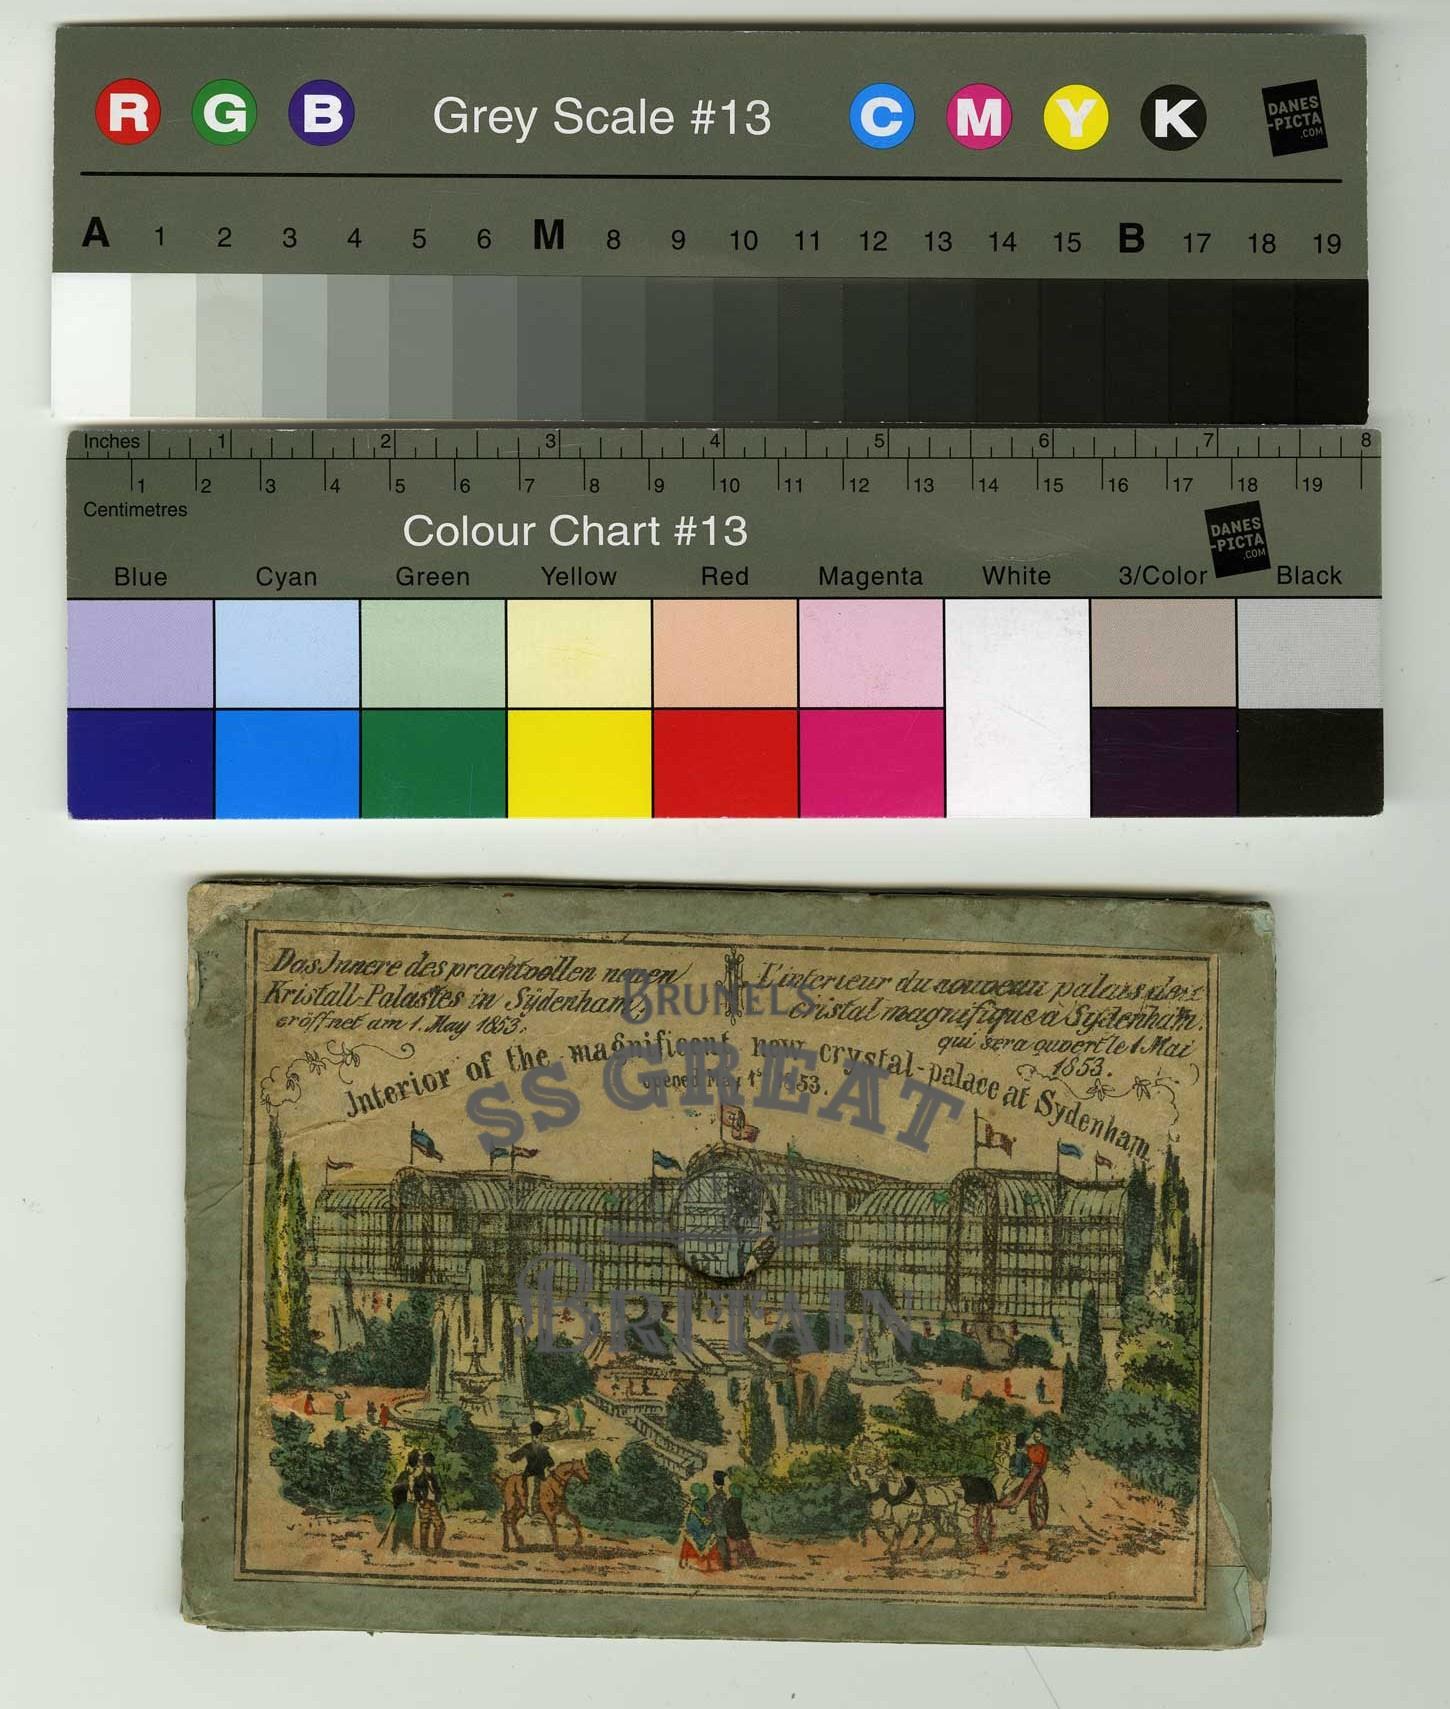 R G B Grey Scale #13 C M Y K DANES
-PICTA
.COM
A 1 2 3 4 5 6 M 8 9 10 11 12 13 14 15 B 17 18 19
Inches 1 2 3 4 5 6 7 8
1 2 3 4 5 6 7 8 9 10 11 12 13 14 15 16 17 18 19
Centimetres
Colour Chart #13
DANES
-PICTA
.COM
Blue Cyan Green Yellow Red Magenta White 3/Color Black
Das Innere des prachtvollen neuen
Kristall-Palastes in Sÿdenham,
eröffnet am 1. May 1853.
L'interieur du nouveau palais de
cristal magnifique a Sydenham.
qui sera ouvert le 1 Mai
1853.
Interior of the magnificent new crystal-palace at Sydenham
opened May 1st 1853.
BRUNEL'S
SS GREAT
BRITAIN